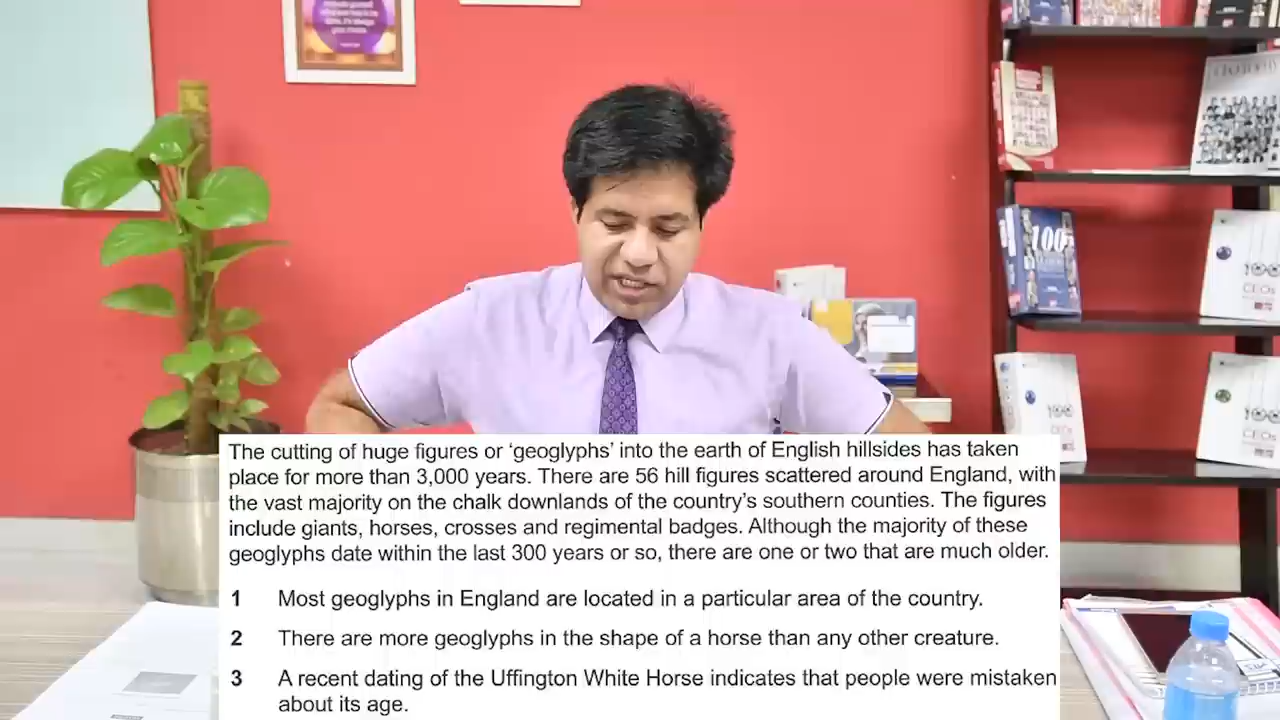 The cutting of huge figures or ‘geoglyphs’ into the earth of English hillsides has taken
place for more than 3,000 years. There are 56 hill figures scattered around England, with
the vast majority on the chalk downlands of the country’s southern counties. The figures
include giants, horses, crosses and regimental badges. Although the majority of these
geoglyphs date within the last 300 years or so, there are one or two that are much older.
1 Most geoglyphs in England are located in a particular area of the country.
2 There are more geoglyphs in the shape of a horse than any other creature.
3 A recent dating of the Uffington White Horse indicates that people were mistaken
about its age.
100
100
CEOs
100
100
CEOs